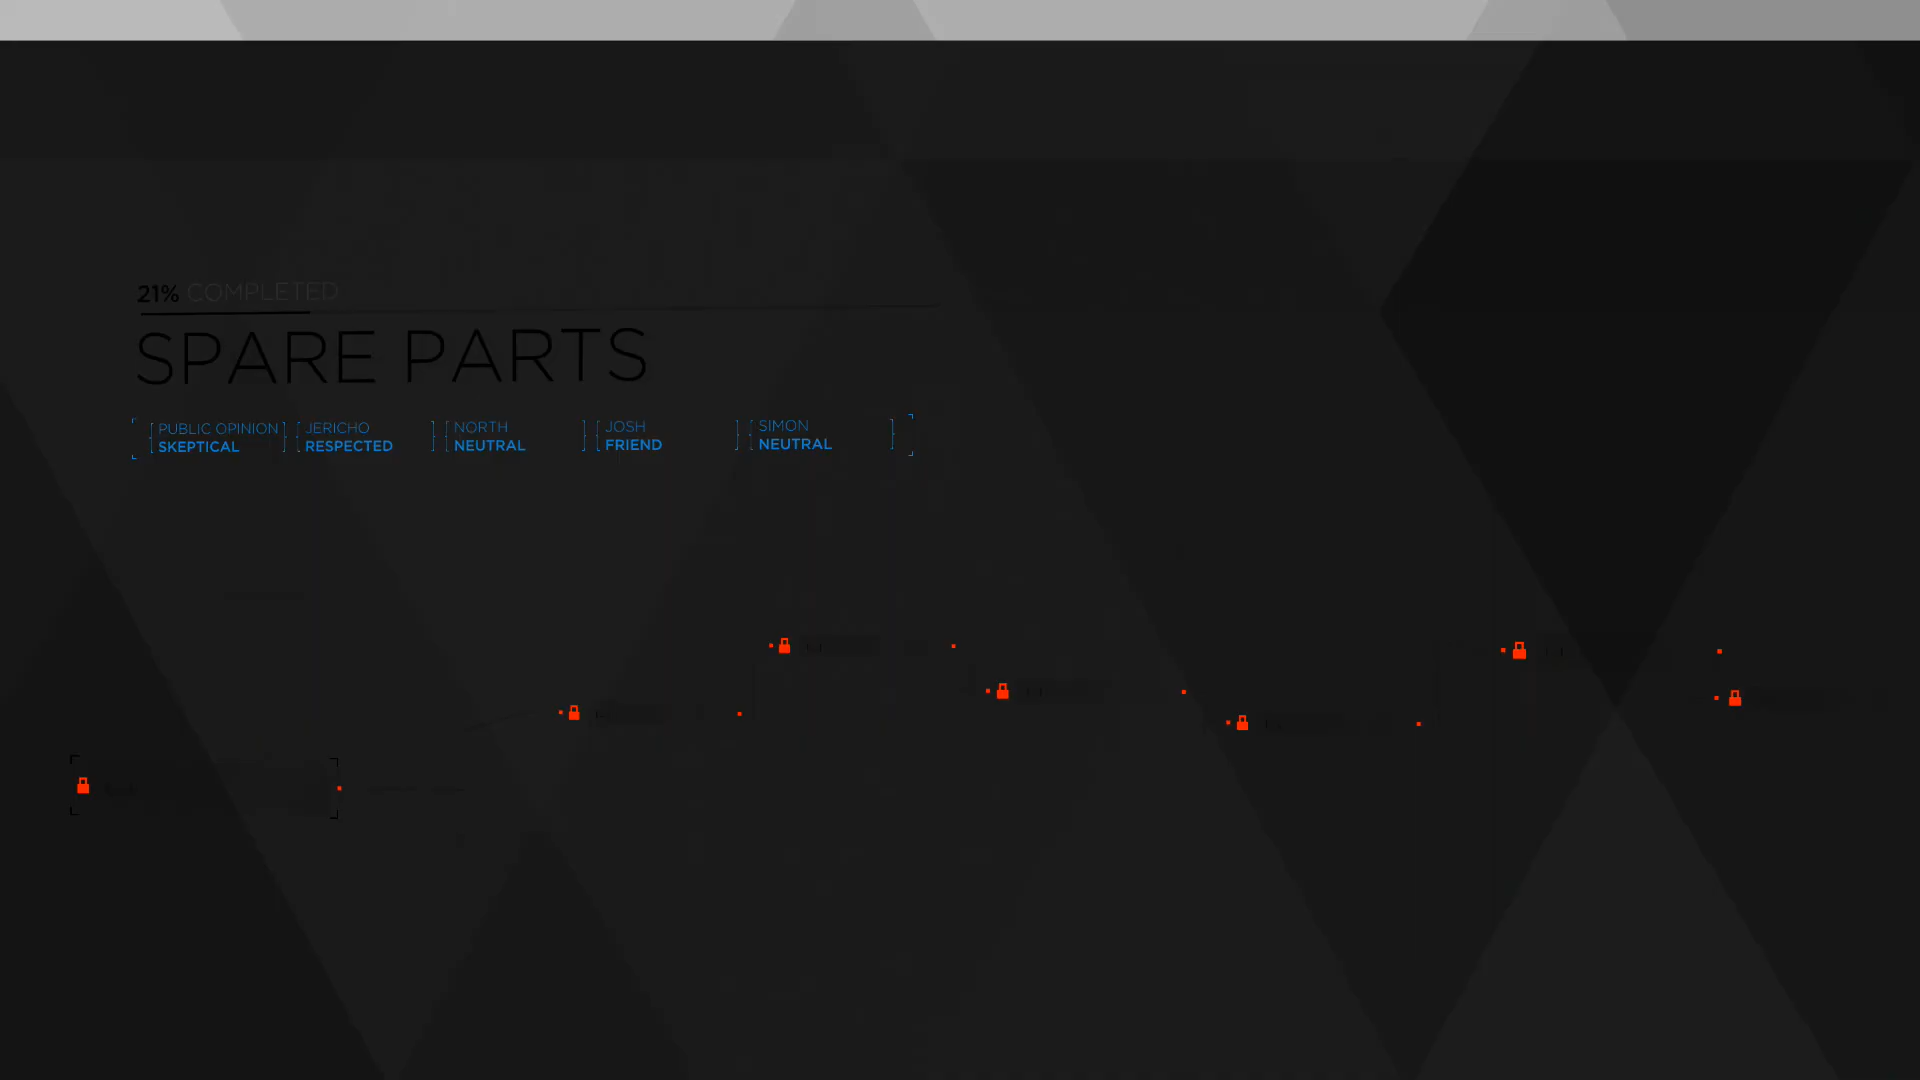 21% COMPLETED
SPARE PARTS
PUBLIC OPINION JERICHO NORTH JOSH SIMON
SKEPTICAL RESPECTED NEUTRAL FRIEND NEUTRAL